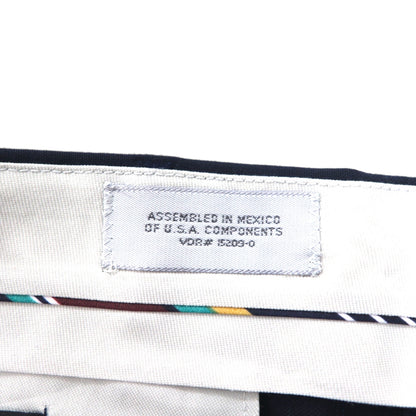 ASSEMBLED IN MEXICO
OF U.S.A. COMPONENTS
VDR# 15209-0